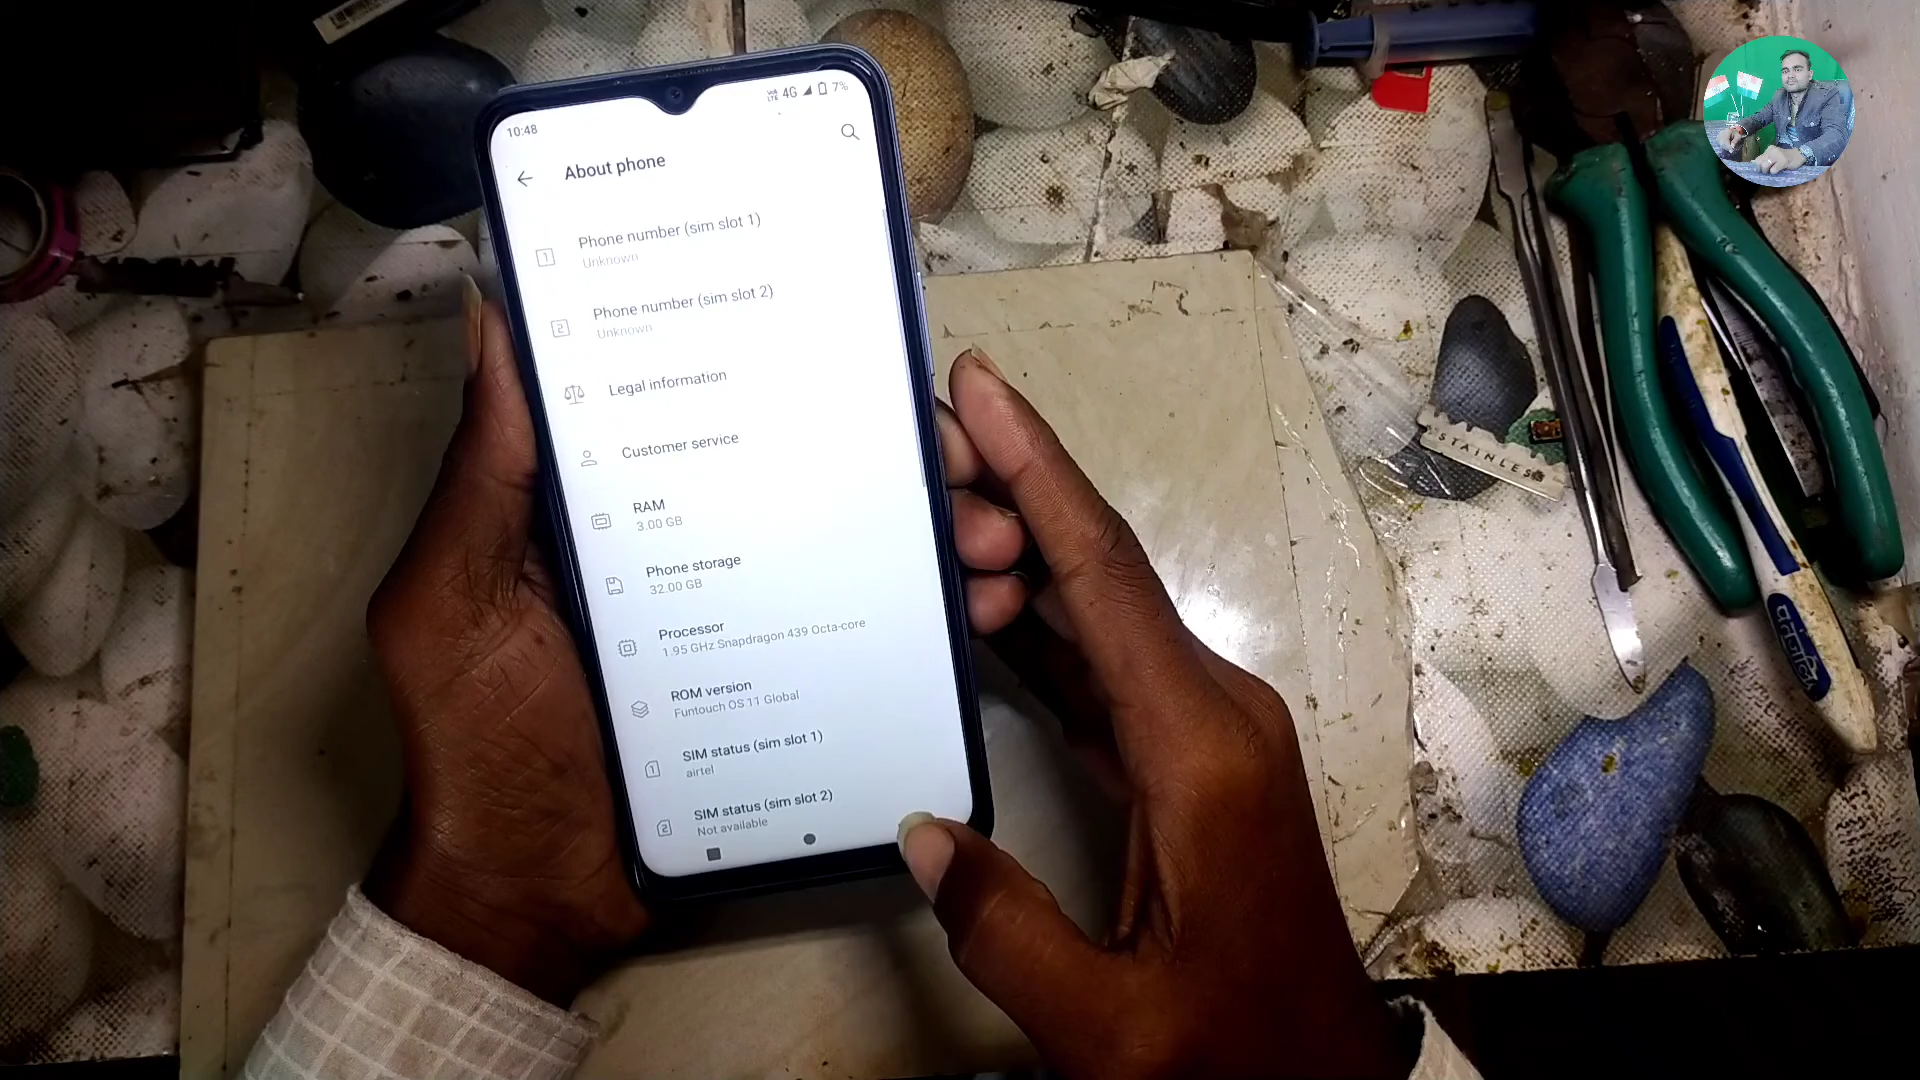 10:48
VoLTE 4G 7%
About phone
Phone number (sim slot 1)
Unknown
Phone number (sim slot 2)
Unknown
Legal information
Customer service
RAM
3.00 GB
Phone storage
32.00 GB
Processor
1.95 GHz Snapdragon 439 Octa-core
ROM version
Funtouch OS 11 Global
SIM status (sim slot 1)
airtel
SIM status (sim slot 2)
Not available
STAINLESS
पतंजलि